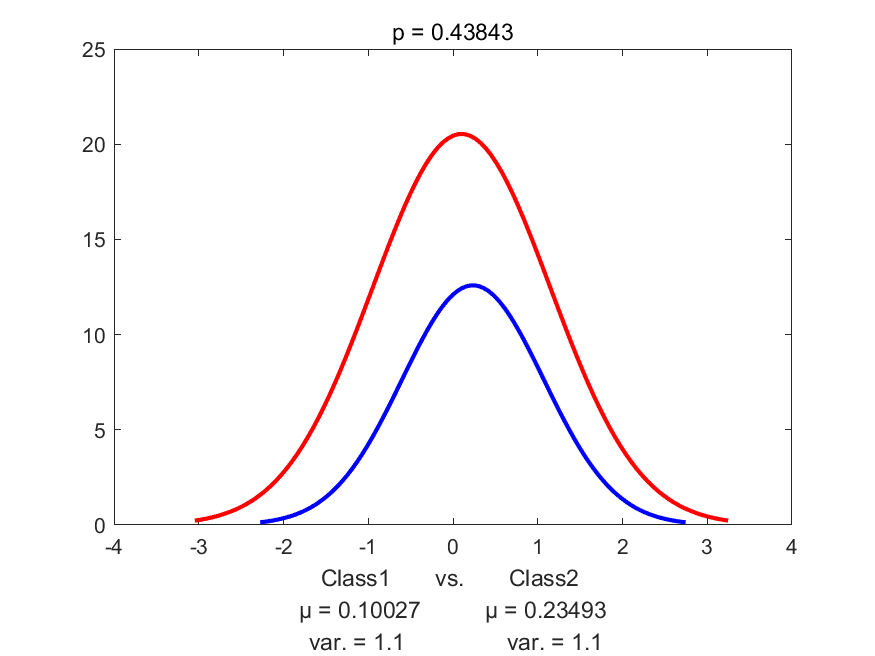 p = 0.43843
25
20
15
10
5
0
-4 -3 -2 -1 0 1 2 3 4
Class1 vs. Class2
μ = 0.10027 μ = 0.23493
var. = 1.1 var. = 1.1